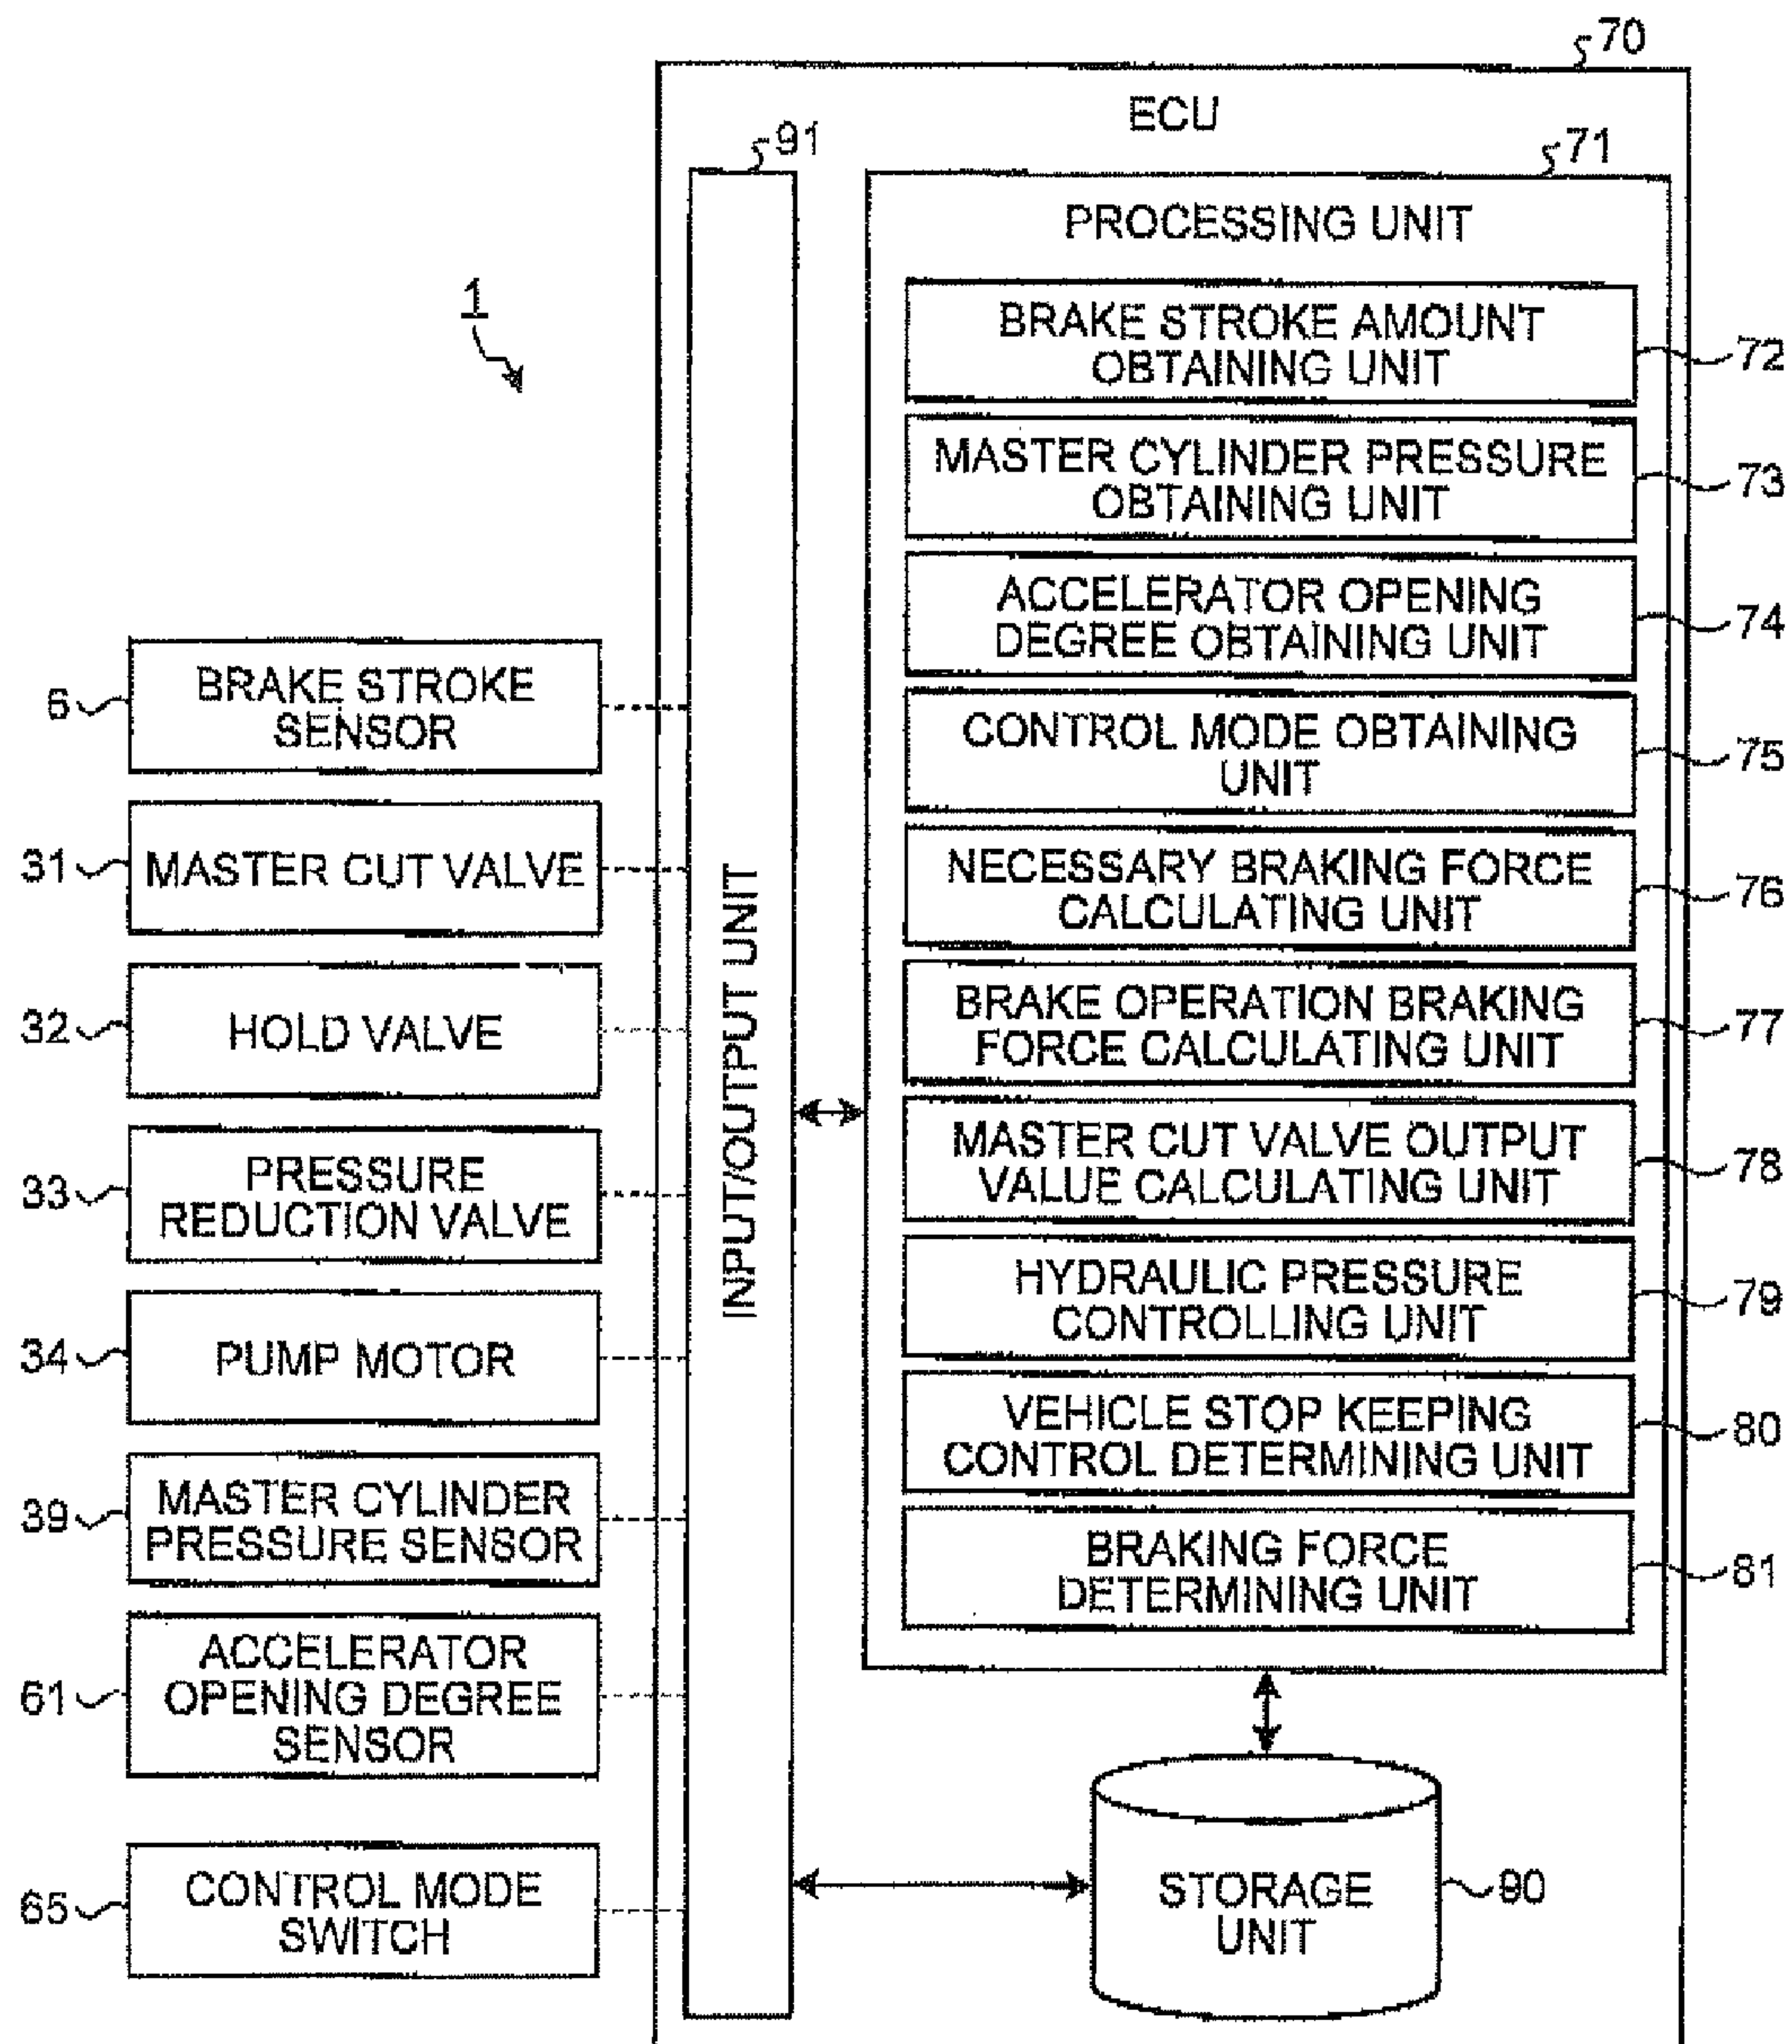 70
ECU
91
71
PROCESSING UNIT
1
BRAKE STROKE AMOUNT
OBTAINING UNIT
72
MASTER CYLINDER PRESSURE
OBTAINING UNIT
73
ACCELERATOR OPENING
DEGREE OBTAINING UNIT
74
CONTROL MODE OBTAINING
UNIT
75
NECESSARY BRAKING FORCE
CALCULATING UNIT
76
BRAKE OPERATION BRAKING
FORCE CALCULATING UNIT
77
MASTER CUT VALVE OUTPUT
VALUE CALCULATING UNIT
78
HYDRAULIC PRESSURE
CONTROLLING UNIT
79
VEHICLE STOP KEEPING
CONTROL DETERMINING UNIT
80
BRAKING FORCE
DETERMINING UNIT
81
INPUT/OUTPUT UNIT
6
BRAKE STROKE
SENSOR
31
MASTER CUT VALVE
32
HOLD VALVE
33
PRESSURE
REDUCTION VALVE
34
PUMP MOTOR
39
MASTER CYLINDER
PRESSURE SENSOR
61
ACCELERATOR
OPENING DEGREE
SENSOR
65
CONTROL MODE
SWITCH
STORAGE
UNIT
90